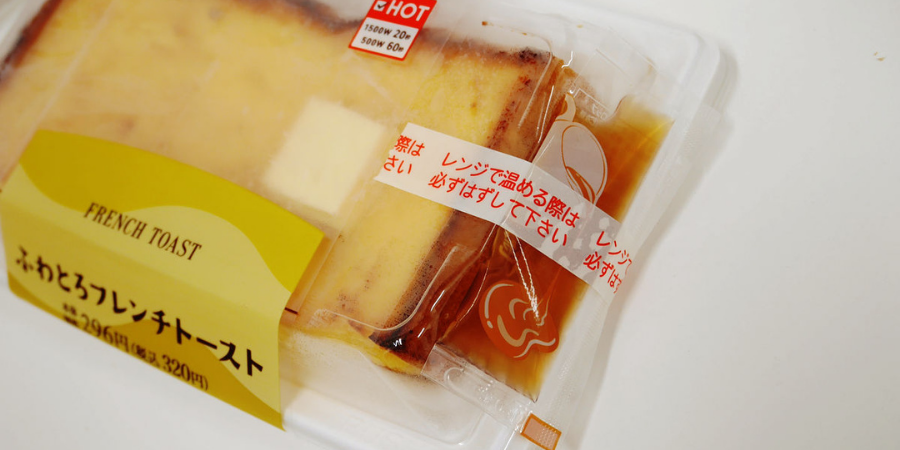 HOT
1500W 20秒
500W 60秒
際は
さい
レンジで温める際は
必ずはずして下さい
レンジで
必ずはず
FRENCH TOAST
ふわとろフレンチトースト
296円(税込320円)